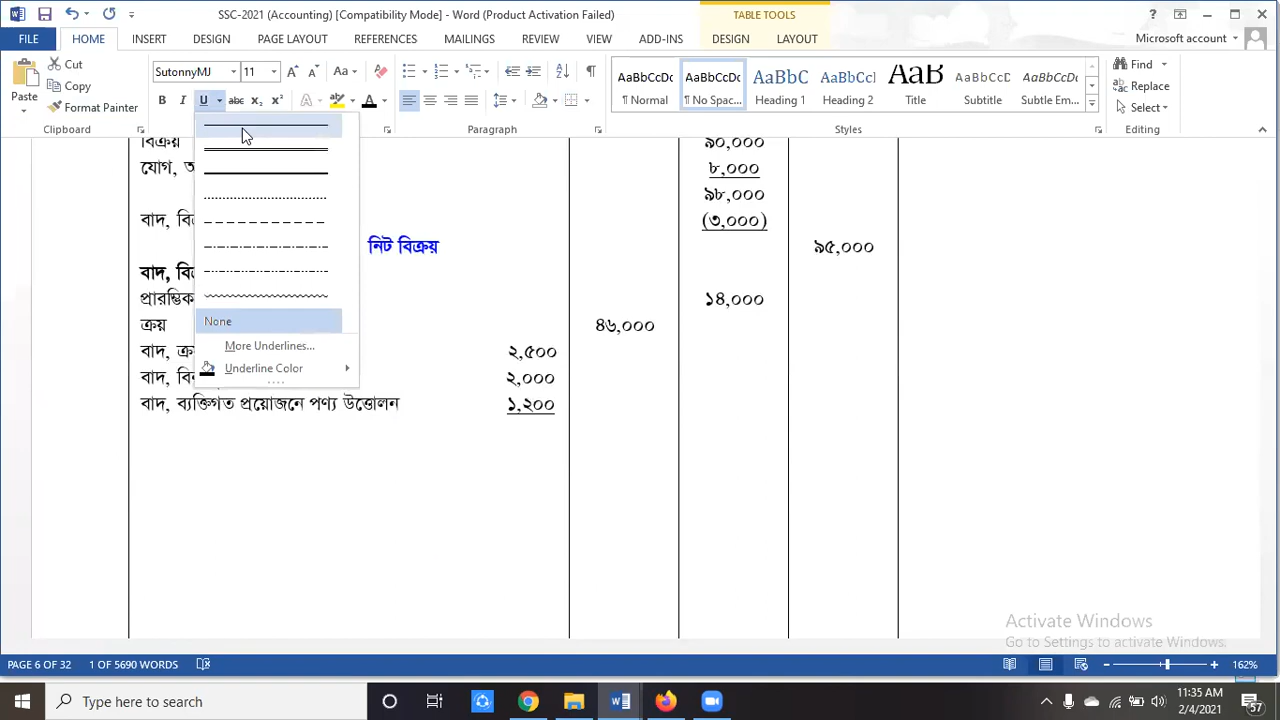 SSC-2021 (Accounting) [Compatibility Mode] - Word (Product Activation Failed)
TABLE TOOLS
FILE HOME INSERT DESIGN PAGE LAYOUT REFERENCES MAILINGS REVIEW VIEW ADD-INS DESIGN LAYOUT
Microsoft account
Paste
Cut
Copy
Format Painter
Clipboard
SutonnyMJ 11
Paragraph
AaBbCcDc AaBbCcDc AaBbC AaBbCc AaB AaBbCcD AaBbCcD
¶ Normal ¶ No Spac... Heading Heading Title Subtitle Subtle Em...
Styles
Find
Replace
Select
Editing
None
More Underlines...
Underline Color
বিক্রয় ৯০,০০০
যোগ, ৮,০০০
৯৮,০০০
বাদ, (৩,০০০)
নিট বিক্রয় ৯৫,০০০
বাদ,
প্রারম্ভিক ১৪,০০০
ক্রয় ৪৬,০০০
বাদ, ২,৫০০
বাদ, ২,০০০
বাদ, ব্যক্তিগত প্রয়োজনে পণ্য উত্তোলন ১,২০০
Activate Windows
Go to Settings to activate Windows.
PAGE 6 OF 32 1 OF 5690 WORDS 162%
Type here to search
11:35 AM
2/4/2021
57